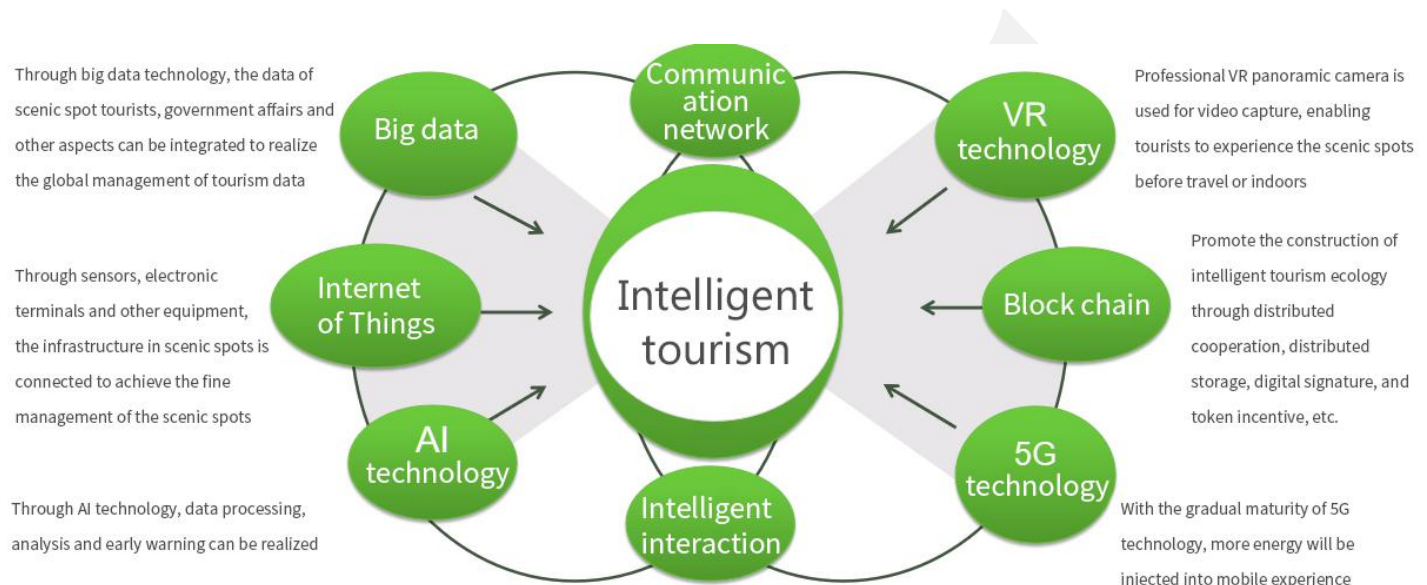 Through big data technology, the data of
scenic spot tourists, government affairs and
other aspects can be integrated to realize
the global management of tourism data
Through sensors, electronic
terminals and other equipment,
the infrastructure in scenic spots is
connected to achieve the fine
management of the scenic spots
Through AI technology, data processing,
analysis and early warning can be realized
Big data
Internet
of Things
AI
technology
Communic
ation
network
Intelligent
tourism
Intelligent
interaction
VR
technology
Block chain
5G
technology
Professional VR panoramic camera is
used for video capture, enabling
tourists to experience the scenic spots
before travel or indoors
Promote the construction of
intelligent tourism ecology
through distributed
cooperation, distributed
storage, digital signature, and
token incentive, etc.
With the gradual maturity of 5G
technology, more energy will be
injected into mobile experience